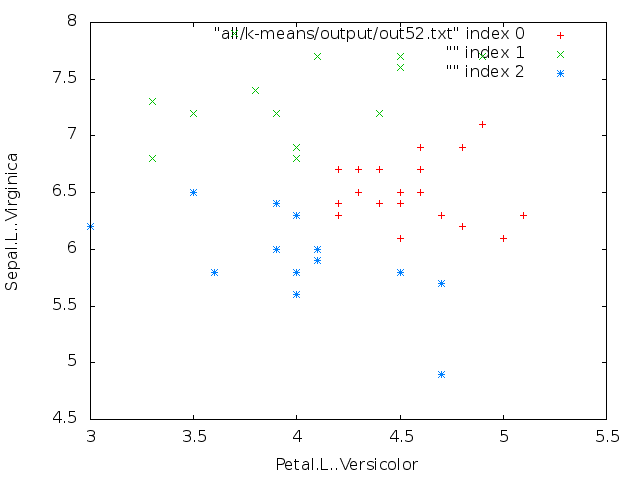 8
7.5
7
6.5
6
5.5
5
4.5
3
3.5
4
4.5
5
5.5
Sepal.L..Virginica
Petal.L..Versicolor
/k-means/output/out52.txt" index 0
"" index 1
"" index 2